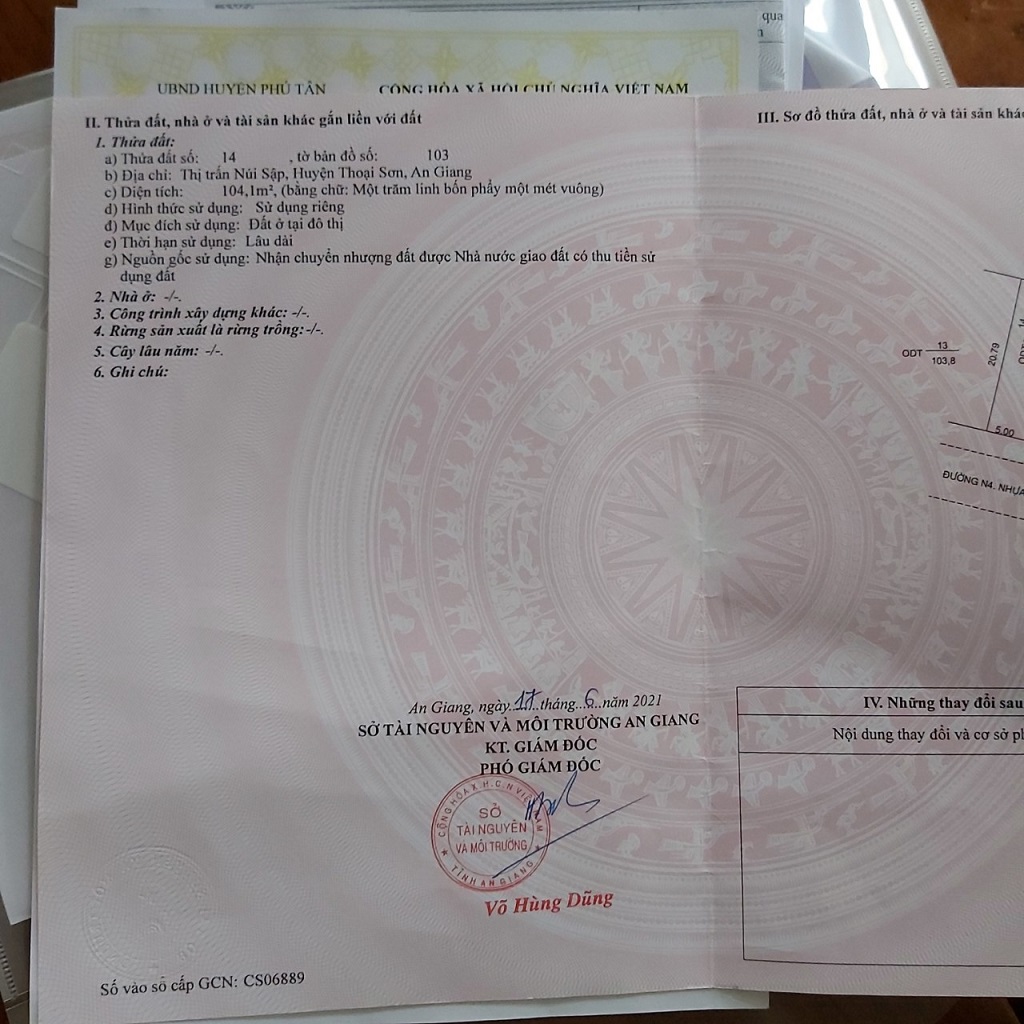 qua
UBND HUYỆN PHÚ TÂN
CỘNG HÒA XÃ HỘI CHỦ NGHĨA VIỆT NAM
II. Thửa đất, nhà ở và tài sản khác gắn liền với đất
1. Thửa đất:
a) Thửa đất số: 14 , tờ bản đồ số: 103
b) Địa chỉ: Thị trấn Núi Sập, Huyện Thoại Sơn, An Giang
c) Diện tích: 104,1m², (bằng chữ: Một trăm linh bốn phẩy một mét vuông)
d) Hình thức sử dụng: Sử dụng riêng
đ) Mục đích sử dụng: Đất ở tại đô thị
e) Thời hạn sử dụng: Lâu dài
g) Nguồn gốc sử dụng: Nhận chuyển nhượng đất được Nhà nước giao đất có thu tiền sử
dụng đất
2. Nhà ở: -/-.
3. Công trình xây dựng khác: -/-.
4. Rừng sản xuất là rừng trồng:-/-.
5. Cây lâu năm: -/-.
6. Ghi chú:
An Giang, ngày 17 tháng 6 năm 2021
SỞ TÀI NGUYÊN VÀ MÔI TRƯỜNG AN GIANG
KT. GIÁM ĐỐC
PHÓ GIÁM ĐỐC
CỘNG HÒA X.H.C.N VIỆT NAM
SỞ
TÀI NGUYÊN
VÀ MÔI TRƯỜNG
TỈNH AN GIANG
Võ Hùng Dũng
Số vào sổ cấp GCN: CS06889
III. Sơ đồ thửa đất, nhà ở và tài sản khác
ODT 13
103,8
20.79
14
5.00
ĐƯỜNG N4. NHỰA
IV. Những thay đổi sau
Nội dung thay đổi và cơ sở ph